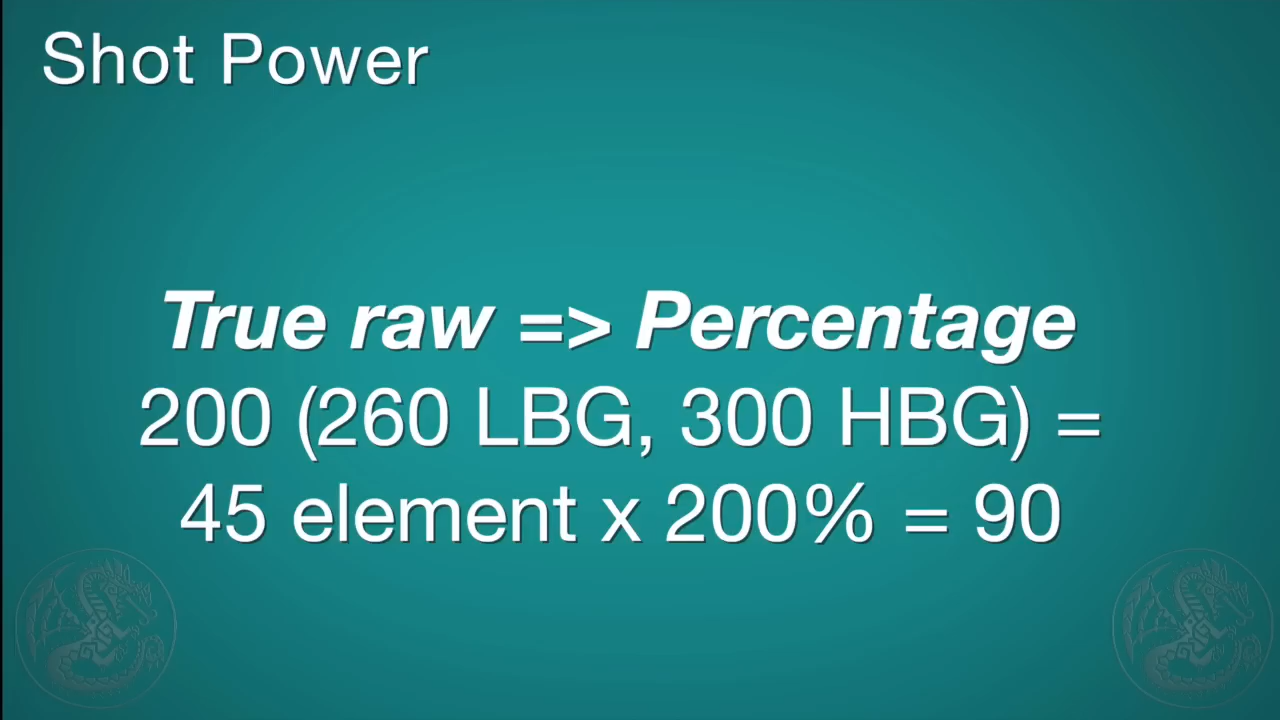 Shot Power
True raw => Percentage
200 (260 LBG, 300 HBG) =
45 element x 200% = 90